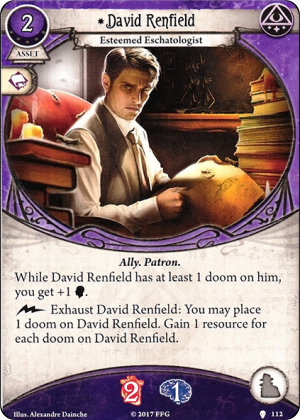 2
*David Renfield
ASSET
Esteemed Eschatologist
Ally. Patron.
While David Renfield has at least 1 doom on him,
you get +1 .
Exhaust David Renfield: You may place
1 doom on David Renfield. Gain 1 resource for
each doom on David Renfield.
2 1
Illus. Alexandre Dainche © 2017 FFG 112